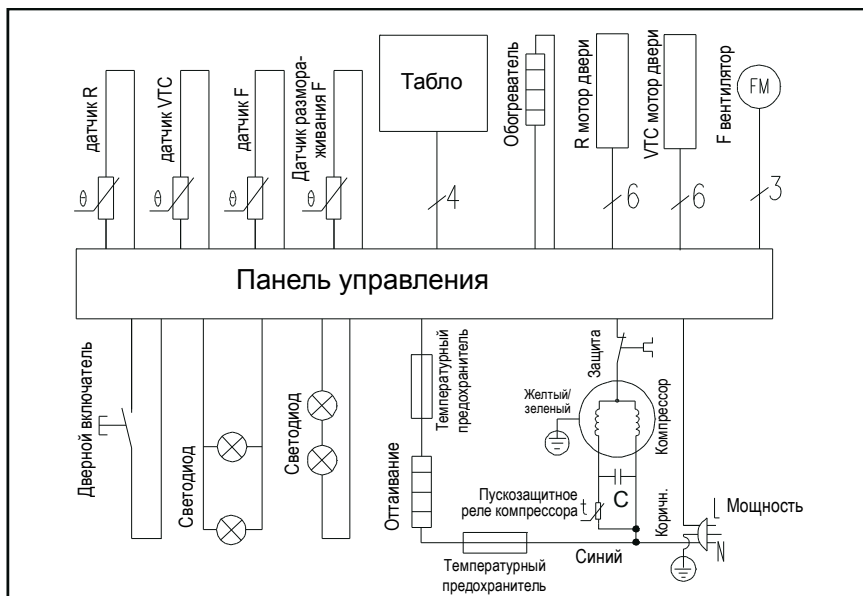 датчик R
датчик VTC
датчик F
Датчик размора-
живания F
Табло
Обогреватель
R мотор двери
VTC мотор двери
F вентилятор
FM
θ
θ
θ
θ
4
6
6
3
Панель управления
Дверной включатель
Светодиод
Светодиод
Температурный
предохранитель
Оттаивание
Защита
Желтый/
зеленый
Компрессор
C
Пускозащитное
реле компрессора
t
Коричн.
L
Мощность
N
Синий
Температурный
предохранитель